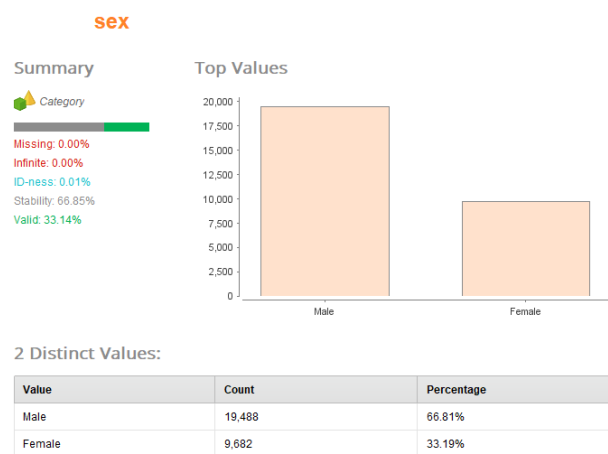 sex
Summary
Top Values
Category
Missing: 0.00%
Infinite: 0.00%
ID-ness: 0.01%
Stability: 66.85%
Valid: 33.14%
20,000
17,500
15,000
12,500
10,000
7,500
5,000
2,500
0
Male Female
2 Distinct Values:
Value Count Percentage
Male 19,488 66.81%
Female 9,682 33.19%